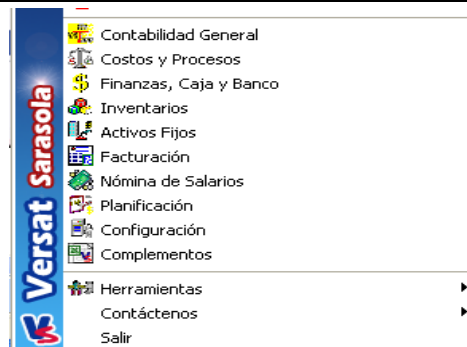 Contabilidad General
Costos y Procesos
Finanzas, Caja y Banco
Inventarios
Activos Fijos
Facturación
Nómina de Salarios
Planificación
Configuración
Complementos
Herramientas
Contáctenos
Salir
Versat Sarasola